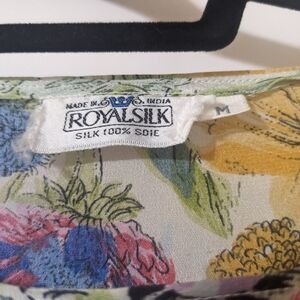 MADE IN INDIA
ROYALSILK
SILK 100% SOIE
M